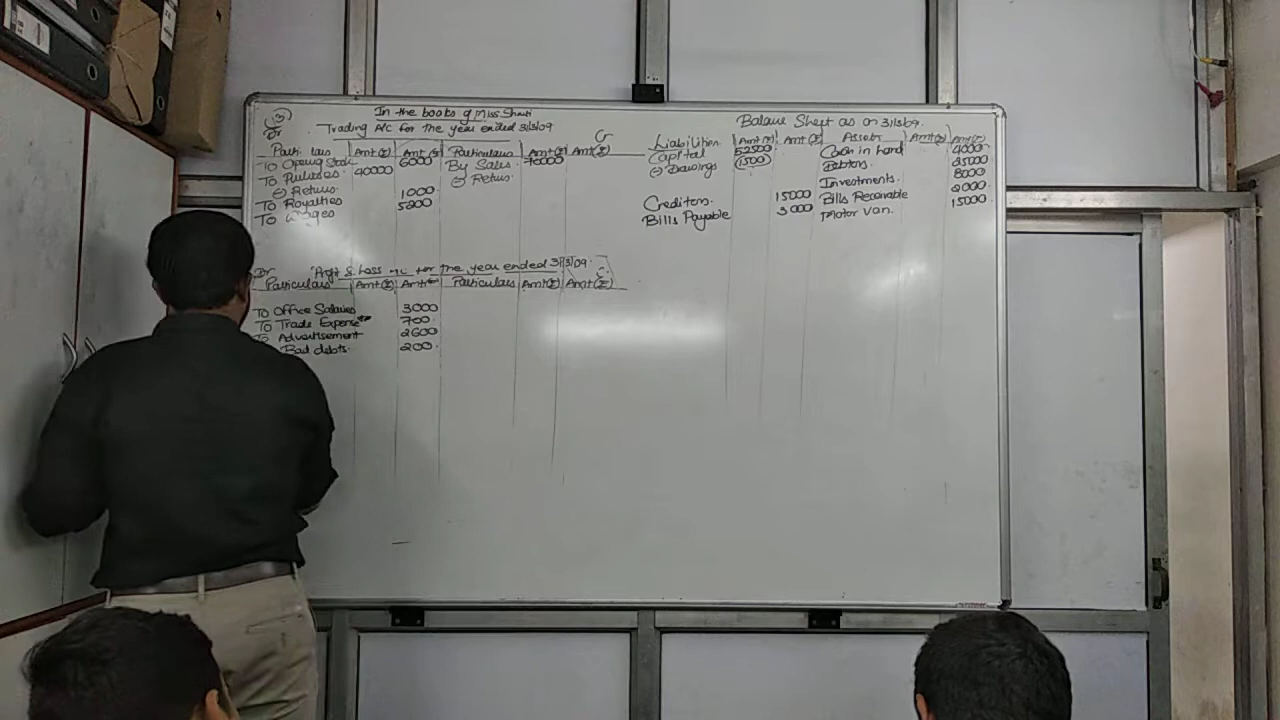 (3)
In the books of Miss. Shruti
Dr. Trading A/c for the year ended 31/3/09 Cr
Particulars Amt(₹) Amt(₹) Particulars Amt(₹) Amt(₹)
To Opening Stock 6000 By Sales 70000
To Purchases 40000 ⊖ Return
⊖ Return
To Royalties 1000
To Wages 5200
Dr Profit & Loss A/c for the year ended 31/3/09. Cr
Particulars Amt(₹) Amt Particulars Amt(₹) Amt(₹)
To Office Salaries 3000
To Trade Expense 700
To Advertisement 2600
Bad debts 200
Balance Sheet as on 31/3/09.
Liabilities Amt(₹) Amt(₹) Assets Amt(₹) Amt(₹)
Capital 52500 Cash in hand 4000
⊖ Drawings (1500) Debtors 25000
Investments. 8000
Creditors. 15000 Bills Receivable 2000
Bills Payable 3000 Motor Van. 15000